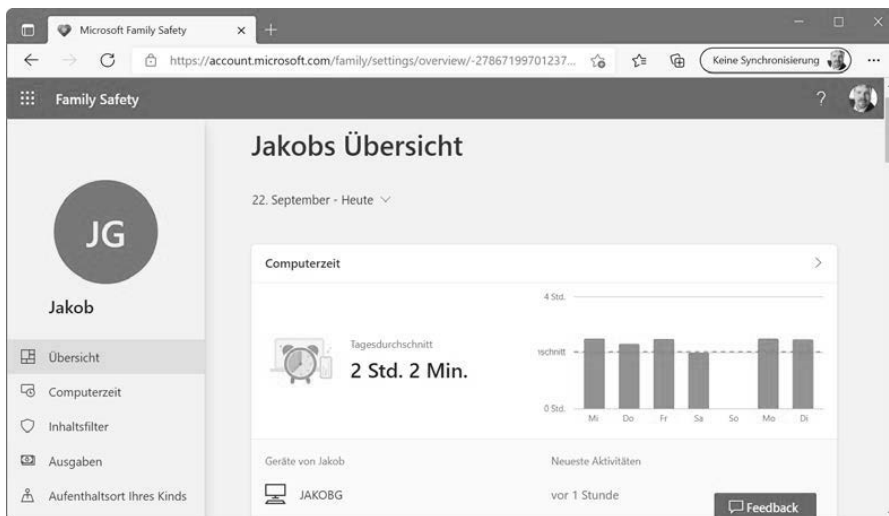 Microsoft Family Safety
https://account.microsoft.com/family/settings/overview/-27867199701237...
Keine Synchronisierung
Family Safety
?
JG
Jakob
Übersicht
Computerzeit
Inhaltsfilter
Ausgaben
Aufenthaltsort Ihres Kinds
Jakobs Übersicht
22. September - Heute
Computerzeit
Tagesdurchschnitt
2 Std. 2 Min.
4 Std.
nschnitt
0 Std.
Mi Do Fr Sa So Mo Di
Geräte von Jakob
JAKOBG
Neueste Aktivitäten
vor 1 Stunde
Feedback